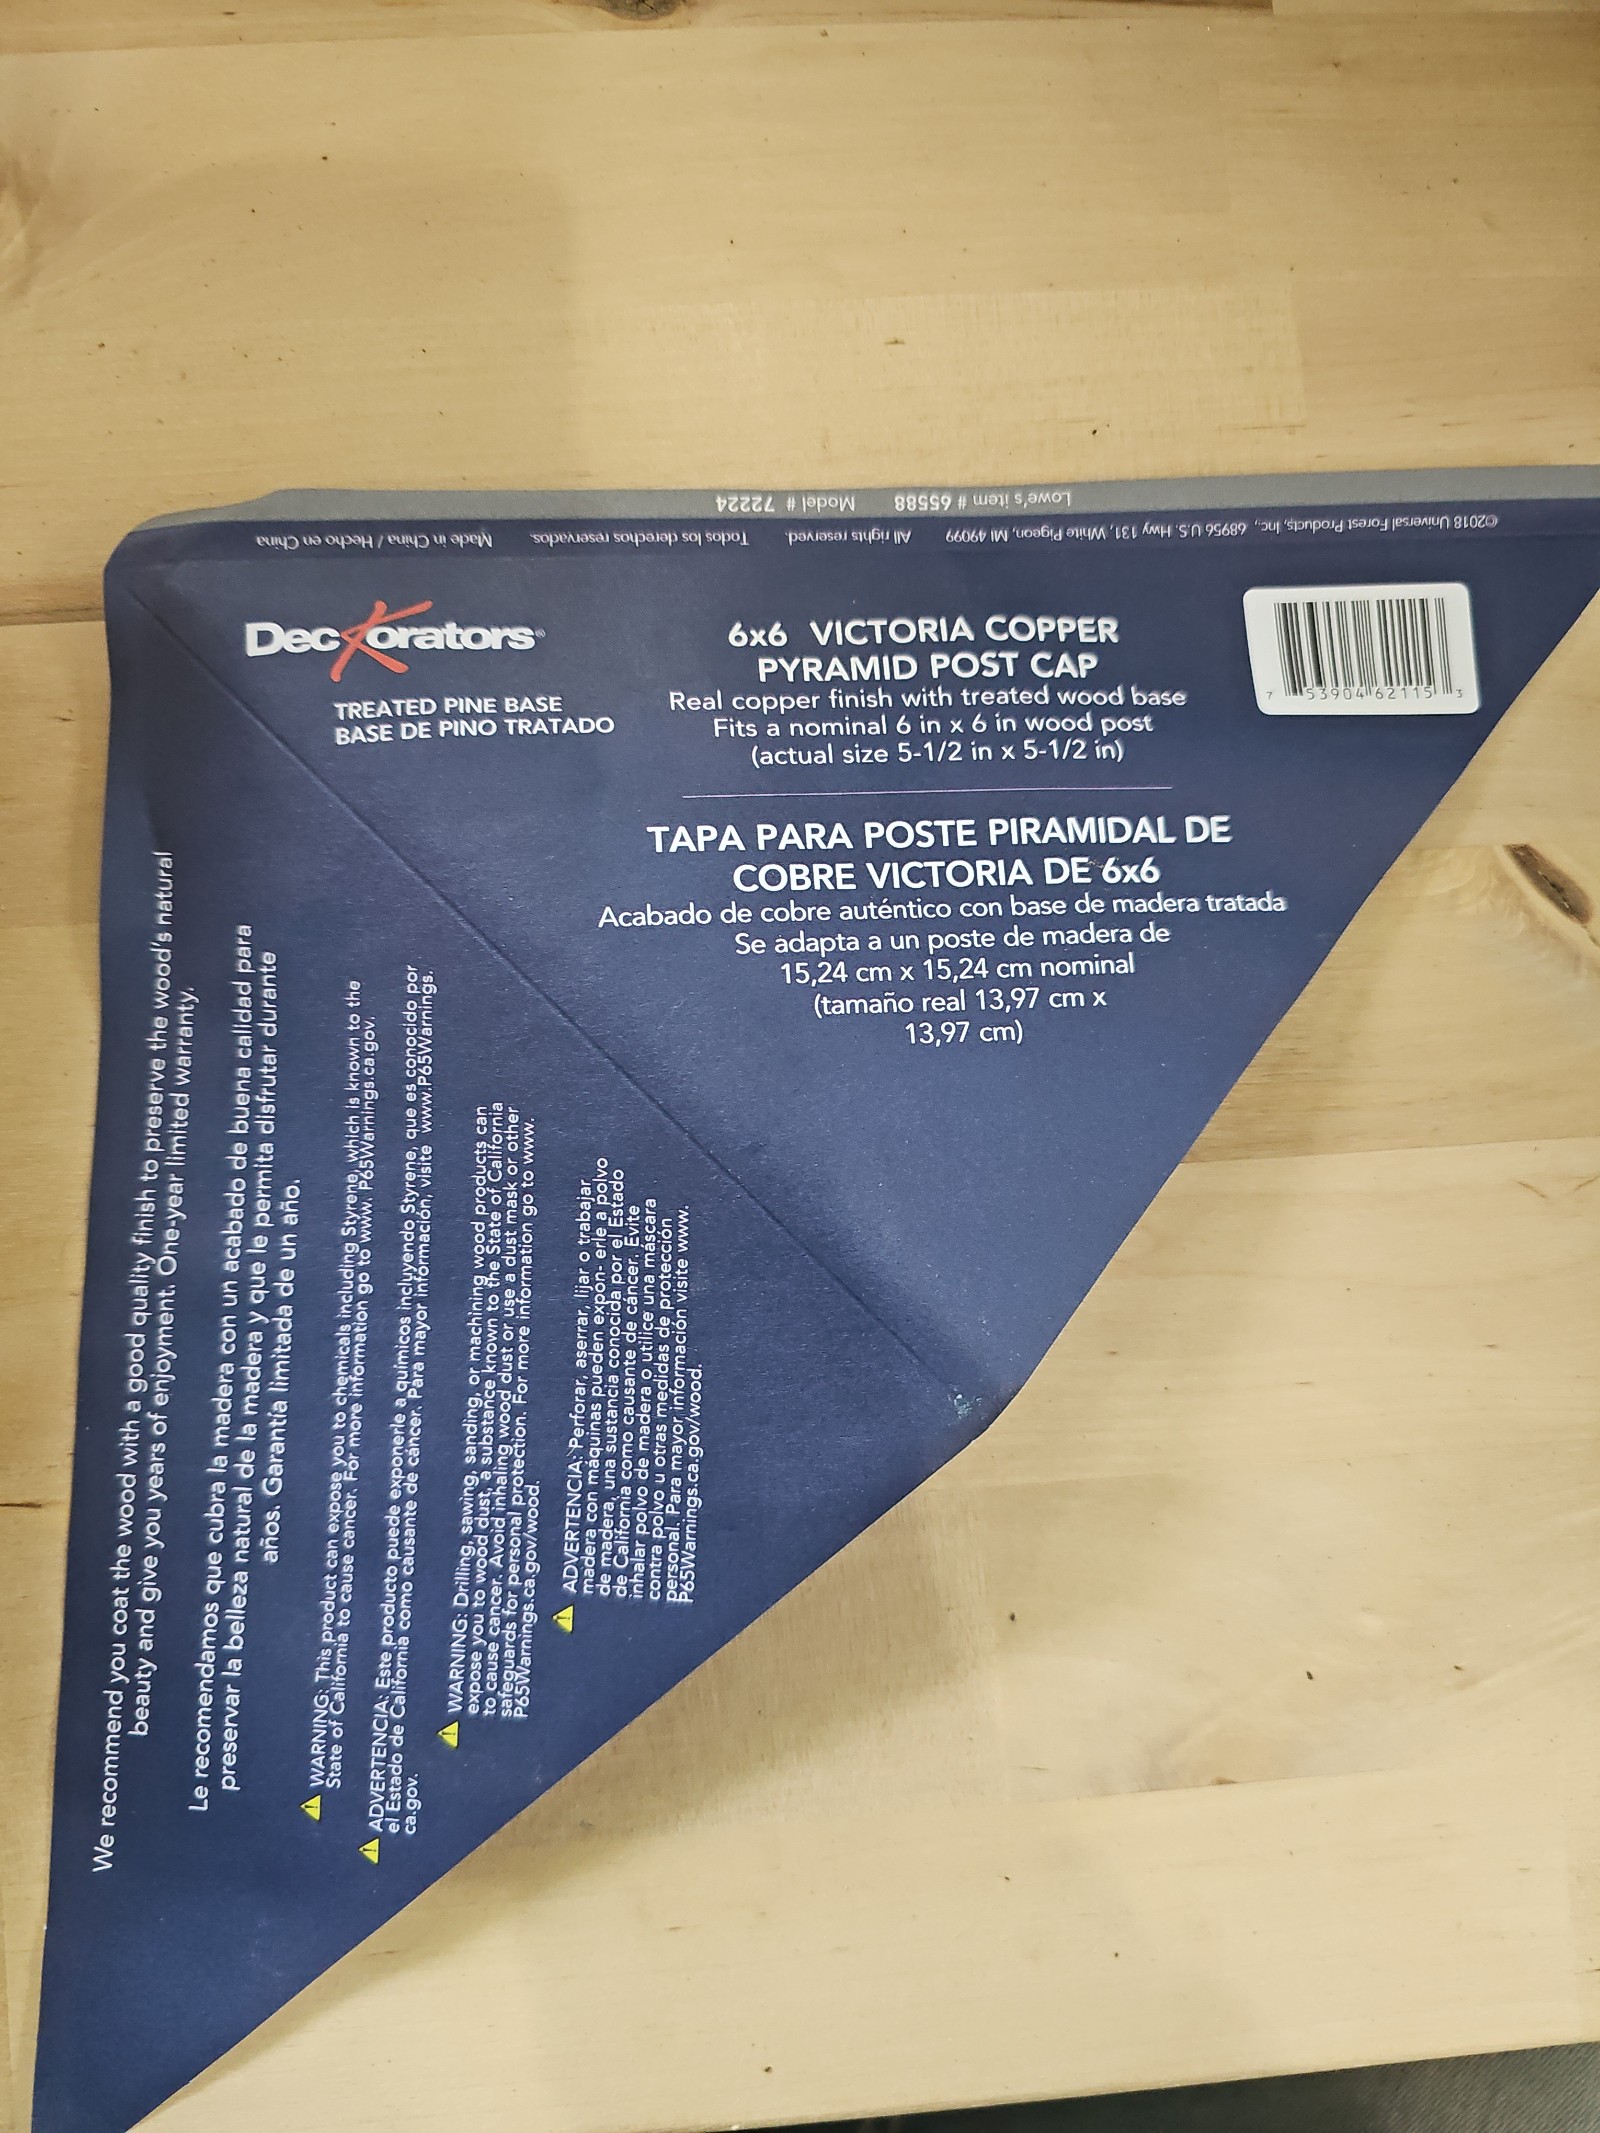 Lowe's item # 65588 Model # 72224
©2018 Universal Forest Products, Inc., 68956 U.S. Hwy 131, White Pigeon, MI 49099 All rights reserved. Todos los derechos reservados. Made in China / Hecho en China
Deckorators®
TREATED PINE BASE
BASE DE PINO TRATADO
6x6 VICTORIA COPPER
PYRAMID POST CAP
Real copper finish with treated wood base
Fits a nominal 6 in x 6 in wood post
(actual size 5-1/2 in x 5-1/2 in)
TAPA PARA POSTE PIRAMIDAL DE
COBRE VICTORIA DE 6x6
Acabado de cobre auténtico con base de madera tratada
Se adapta a un poste de madera de
15,24 cm x 15,24 cm nominal
(tamaño real 13,97 cm x
13,97 cm)
7 53904 62115 3
We recommend you coat the wood with a good quality finish to preserve the wood's natural
beauty and give you years of enjoyment. One-year limited warranty.
Le recomendamos que cubra la madera con un acabado de buena calidad para
preservar la belleza natural de la madera y que le permita disfrutar durante
años. Garantía limitada de un año.
WARNING: This product can expose you to chemicals including Styrene, which is known to the
State of California to cause cancer. For more information go to www. P65Warnings.ca.gov.
ADVERTENCIA: Este producto puede exponerle a químicos incluyendo Styrene, que es conocido por
el Estado de California como causante de cáncer. Para mayor información, visite www.P65Warnings.
ca.gov.
WARNING: Drilling, sawing, sanding, or machining wood products can
expose you to wood dust, a substance known to the State of California
to cause cancer. Avoid inhaling wood dust or use a dust mask or other
safeguards for personal protection. For more information go to www.
P65Warnings.ca.gov/wood.
ADVERTENCIA: Perforar, aserrar, lijar o trabajar
madera con máquinas pueden expon- erle a polvo
de madera, una sustancia conocida por el Estado
de California como causante de cáncer. Evite
inhalar polvo de madera o utilice una máscara
contra polvo u otras medidas de protección
personal. Para mayor información visite www.
P65Warnings.ca.gov/wood.